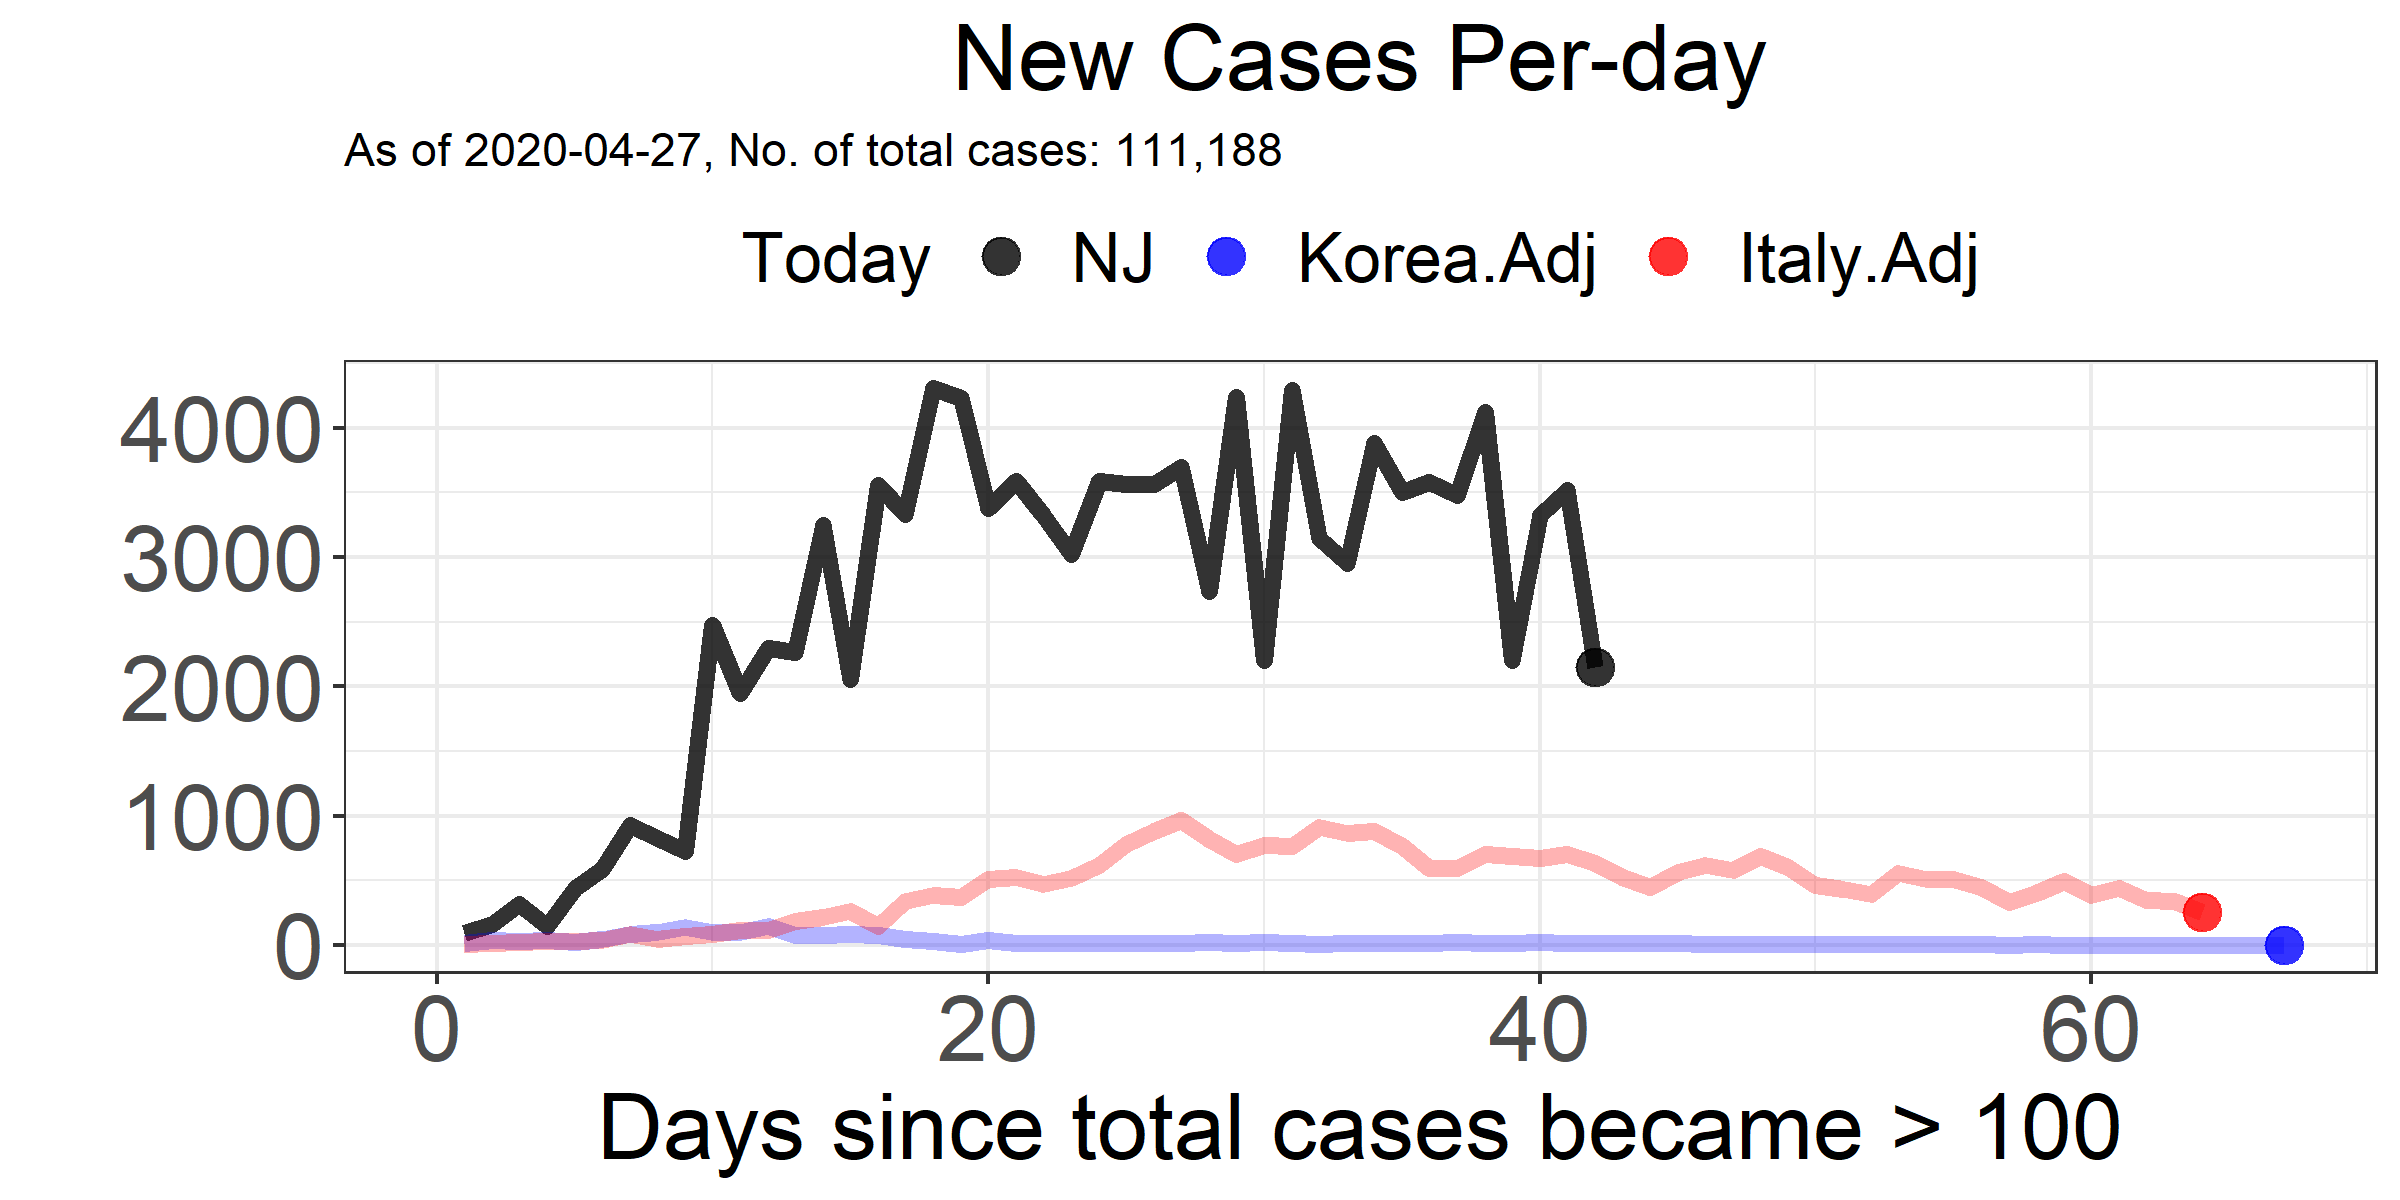 New Cases Per-day
As of 2020-04-27, No. of total cases: 111,188
Today NJ Korea.Adj Italy.Adj
4000
3000
2000
1000
0
0 20 40 60
Days since total cases became > 100